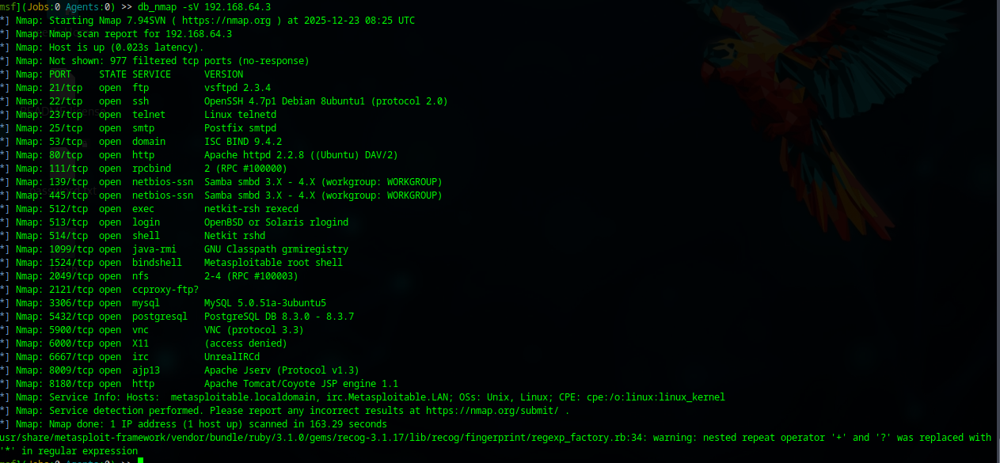 msf](Jobs:0 Agents:0) >> db_nmap -sV 192.168.64.3
*] Nmap: Starting Nmap 7.94SVN ( https://nmap.org ) at 2025-12-23 08:25 UTC
*] Nmap: Nmap scan report for 192.168.64.3
*] Nmap: Host is up (0.023s latency).
*] Nmap: Not shown: 977 filtered tcp ports (no-response)
*] Nmap: PORT     STATE SERVICE      VERSION
*] Nmap: 21/tcp   open  ftp          vsftpd 2.3.4
*] Nmap: 22/tcp   open  ssh          OpenSSH 4.7p1 Debian 8ubuntu1 (protocol 2.0)
*] Nmap: 23/tcp   open  telnet       Linux telnetd
*] Nmap: 25/tcp   open  smtp         Postfix smtpd
*] Nmap: 53/tcp   open  domain       ISC BIND 9.4.2
*] Nmap: 80/tcp   open  http         Apache httpd 2.2.8 ((Ubuntu) DAV/2)
*] Nmap: 111/tcp  open  rpcbind      2 (RPC #100000)
*] Nmap: 139/tcp  open  netbios-ssn  Samba smbd 3.X - 4.X (workgroup: WORKGROUP)
*] Nmap: 445/tcp  open  netbios-ssn  Samba smbd 3.X - 4.X (workgroup: WORKGROUP)
*] Nmap: 512/tcp  open  exec         netkit-rsh rexecd
*] Nmap: 513/tcp  open  login        OpenBSD or Solaris rlogind
*] Nmap: 514/tcp  open  shell        Netkit rshd
*] Nmap: 1099/tcp open  java-rmi     GNU Classpath grmiregistry
*] Nmap: 1524/tcp open  bindshell    Metasploitable root shell
*] Nmap: 2049/tcp open  nfs          2-4 (RPC #100003)
*] Nmap: 2121/tcp open  ccproxy-ftp?
*] Nmap: 3306/tcp open  mysql        MySQL 5.0.51a-3ubuntu5
*] Nmap: 5432/tcp open  postgresql   PostgreSQL DB 8.3.0 - 8.3.7
*] Nmap: 5900/tcp open  vnc          VNC (protocol 3.3)
*] Nmap: 6000/tcp open  X11          (access denied)
*] Nmap: 6667/tcp open  irc          UnrealIRCd
*] Nmap: 8009/tcp open  ajp13        Apache Jserv (Protocol v1.3)
*] Nmap: 8180/tcp open  http         Apache Tomcat/Coyote JSP engine 1.1
*] Nmap: Service Info: Hosts:  metasploitable.localdomain, irc.Metasploitable.LAN; OSs: Unix, Linux; CPE: cpe:/o:linux:linux_kernel
*] Nmap: Service detection performed. Please report any incorrect results at https://nmap.org/submit/ .
*] Nmap: Nmap done: 1 IP address (1 host up) scanned in 163.29 seconds
usr/share/metasploit-framework/vendor/bundle/ruby/3.1.0/gems/recog-3.1.17/lib/recog/fingerprint/regexp_factory.rb:34: warning: nested repeat operator '+' and '?' was replaced with
'*' in regular expression
msf](Jobs:0 Agents:0) >>